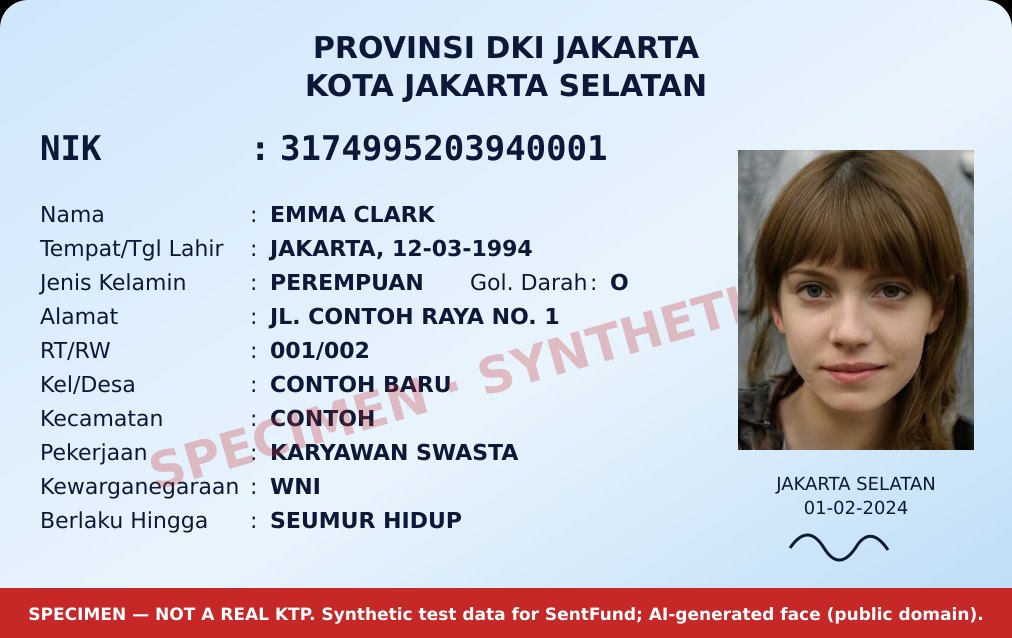 PROVINSI DKI JAKARTA
KOTA JAKARTA SELATAN
NIK : 3174995203940001
Nama : EMMA CLARK
Tempat/Tgl Lahir : JAKARTA, 12-03-1994
Jenis Kelamin : PEREMPUAN Gol. Darah : O
Alamat : JL. CONTOH RAYA NO. 1
RT/RW : 001/002
Kel/Desa : CONTOH BARU
Kecamatan : CONTOH
Pekerjaan : KARYAWAN SWASTA
Kewarganegaraan : WNI
Berlaku Hingga : SEUMUR HIDUP
SPECIMEN · SYNTHETI
JAKARTA SELATAN
01-02-2024
SPECIMEN — NOT A REAL KTP. Synthetic test data for SentFund; AI-generated face (public domain).